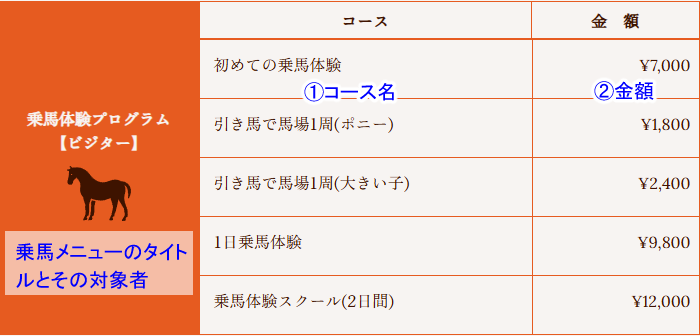 乗馬体験プログラム
【ビジター】
乗馬メニューのタイト
ルとその対象者
コース 金　額
初めての乗馬体験 ¥7,000
①コース名 ②金額
引き馬で馬場1周(ポニー) ¥1,800
引き馬で馬場1周(大きい子) ¥2,400
1日乗馬体験 ¥9,800
乗馬体験スクール(2日間) ¥12,000